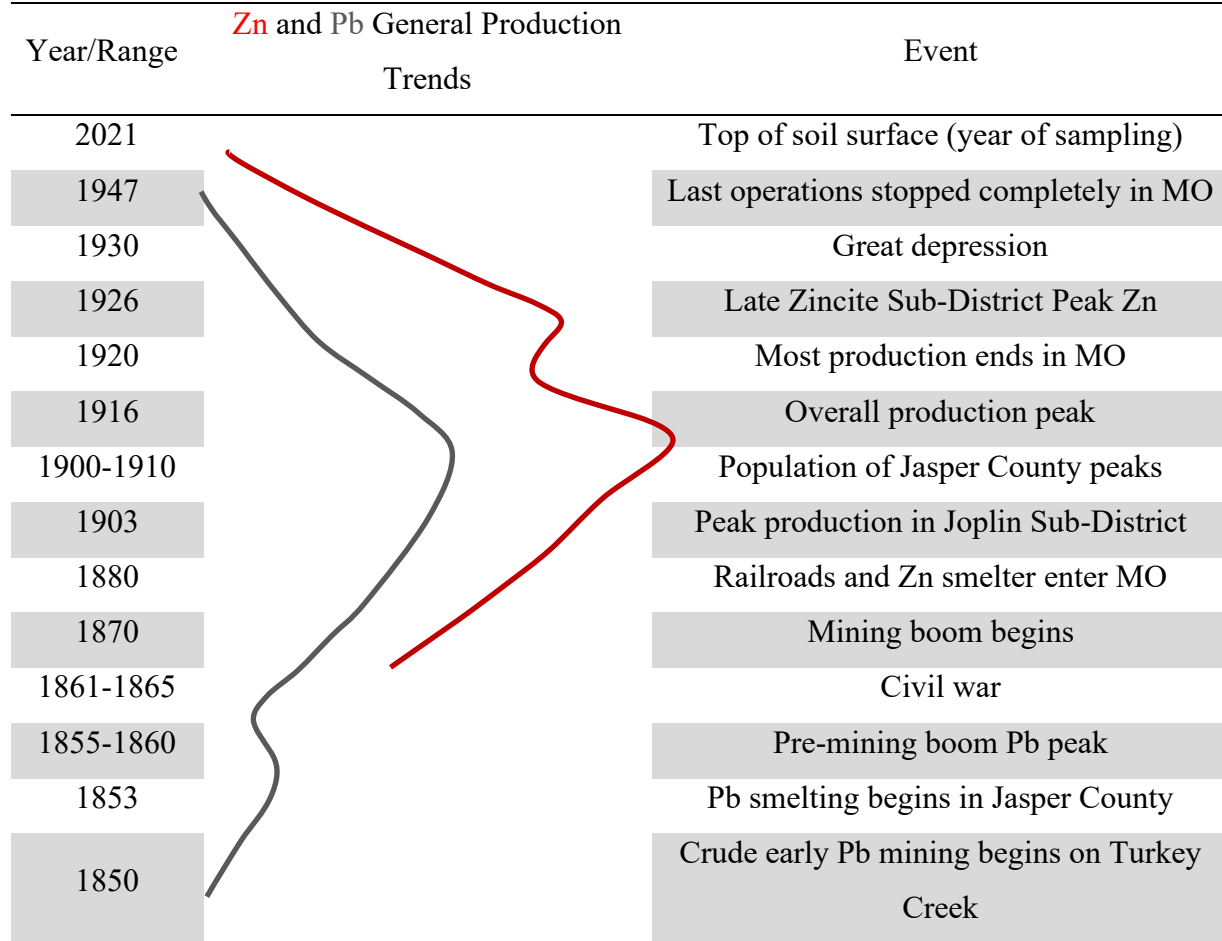 Year/Range
Zn and Pb General Production
Trends
Event
2021
Top of soil surface (year of sampling)
1947
Last operations stopped completely in MO
1930
Great depression
1926
Late Zincite Sub-District Peak Zn
1920
Most production ends in MO
1916
Overall production peak
1900-1910
Population of Jasper County peaks
1903
Peak production in Joplin Sub-District
1880
Railroads and Zn smelter enter MO
1870
Mining boom begins
1861-1865
Civil war
1855-1860
Pre-mining boom Pb peak
1853
Pb smelting begins in Jasper County
1850
Crude early Pb mining begins on Turkey
Creek